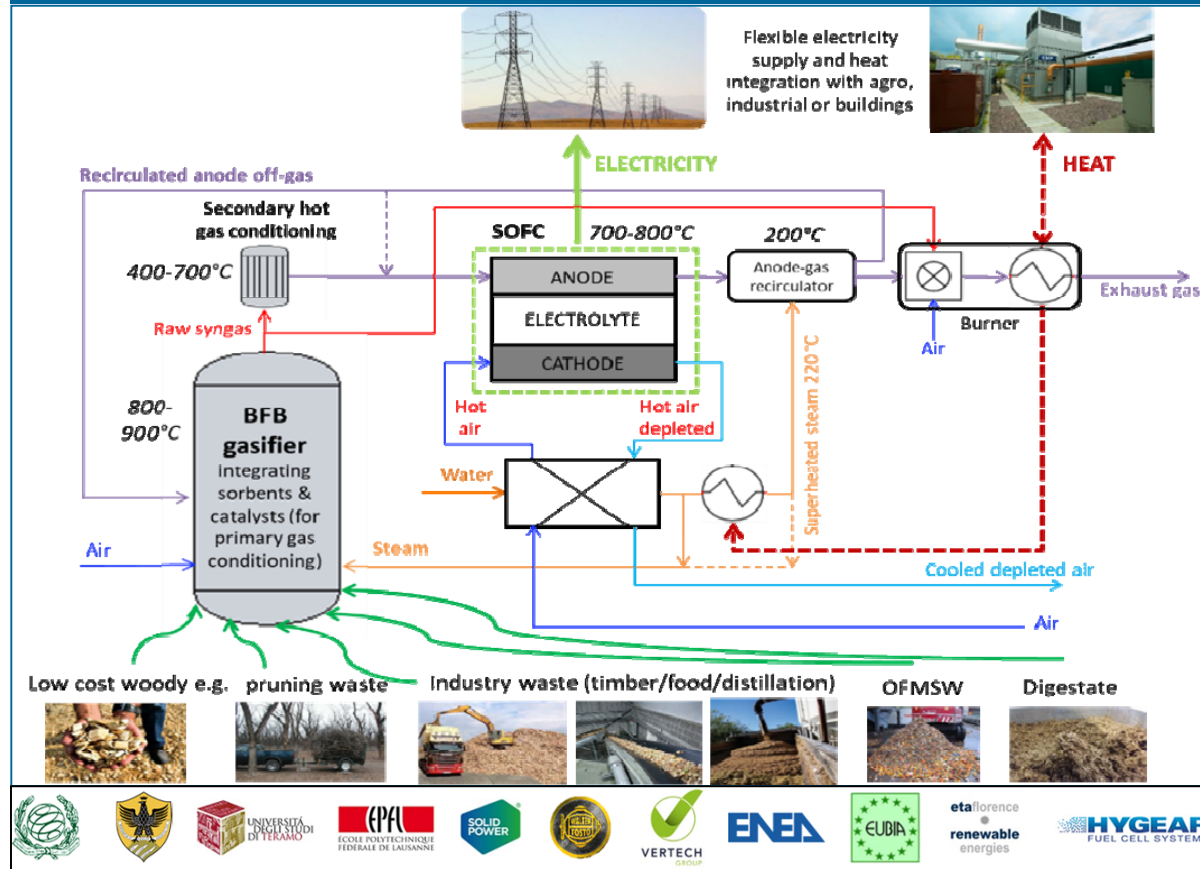 Flexible electricity
supply and heat
integration with agro,
industrial or buildings
ELECTRICITY
HEAT
Recirculated anode off-gas
Secondary hot
gas conditioning
SOFC
700-800°C
200°C
400-700°C
ANODE
Anode-gas
recirculator
Exhaust gas
ELECTROLYTE
Raw syngas
Burner
Air
CATHODE
Superheated steam 220°C
800-
900°C
BFB
gasifier
integrating
sorbents &
catalysts (for
primary gas
conditioning)
Hot
air
Hot air
depleted
Water
Air
Steam
Cooled depleted air
Air
Low cost woody e.g.
pruning waste
Industry waste (timber/food/distillation)
OFMSW
Digestate
UNIVERSITÀ
DEGLI STUDI
DI TERAMO
EPFL
ECOLE POLYTECHNIQUE
FÉDÉRALE DE LAUSANNE
SOLID
POWER
VERTECH
GROUP
ENEA
EUBIA
etaflorence
renewable
energies
HYGEAR
FUEL CELL SYSTEM